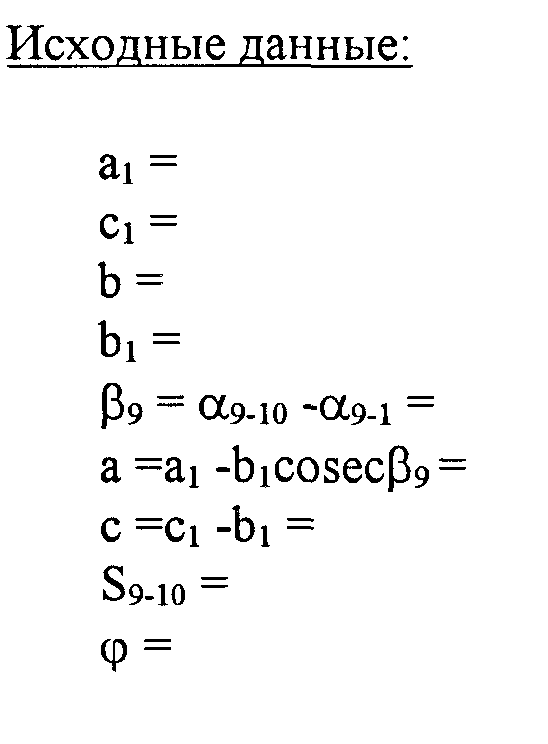 Исходные данные:
a₁ =
c₁ =
b =
b₁ =
β₉ = α₉₋₁₀ -α₉₋₁ =
a =a₁ -b₁cosecβ₉ =
c =c₁ -b₁ =
S₉₋₁₀ =
φ =